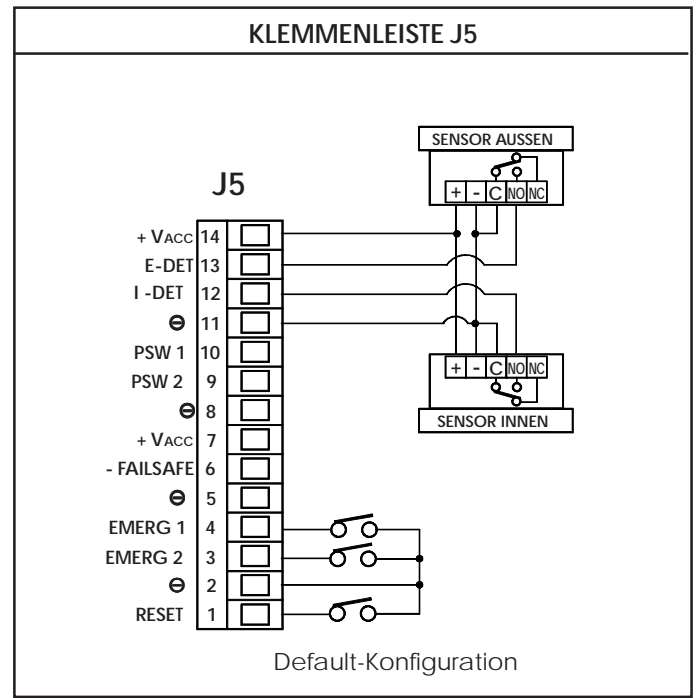 KLEMMENLEISTE J5
SENSOR AUSSEN
+ - C NO NC
J5
+ VACC 14
E-DET 13
I -DET 12
⊖ 11
PSW 1 10
PSW 2 9
⊖ 8
+ VACC 7
- FAILSAFE 6
⊖ 5
EMERG 1 4
EMERG 2 3
⊖ 2
RESET 1
+ - C NO NC
SENSOR INNEN
Default-Konfiguration